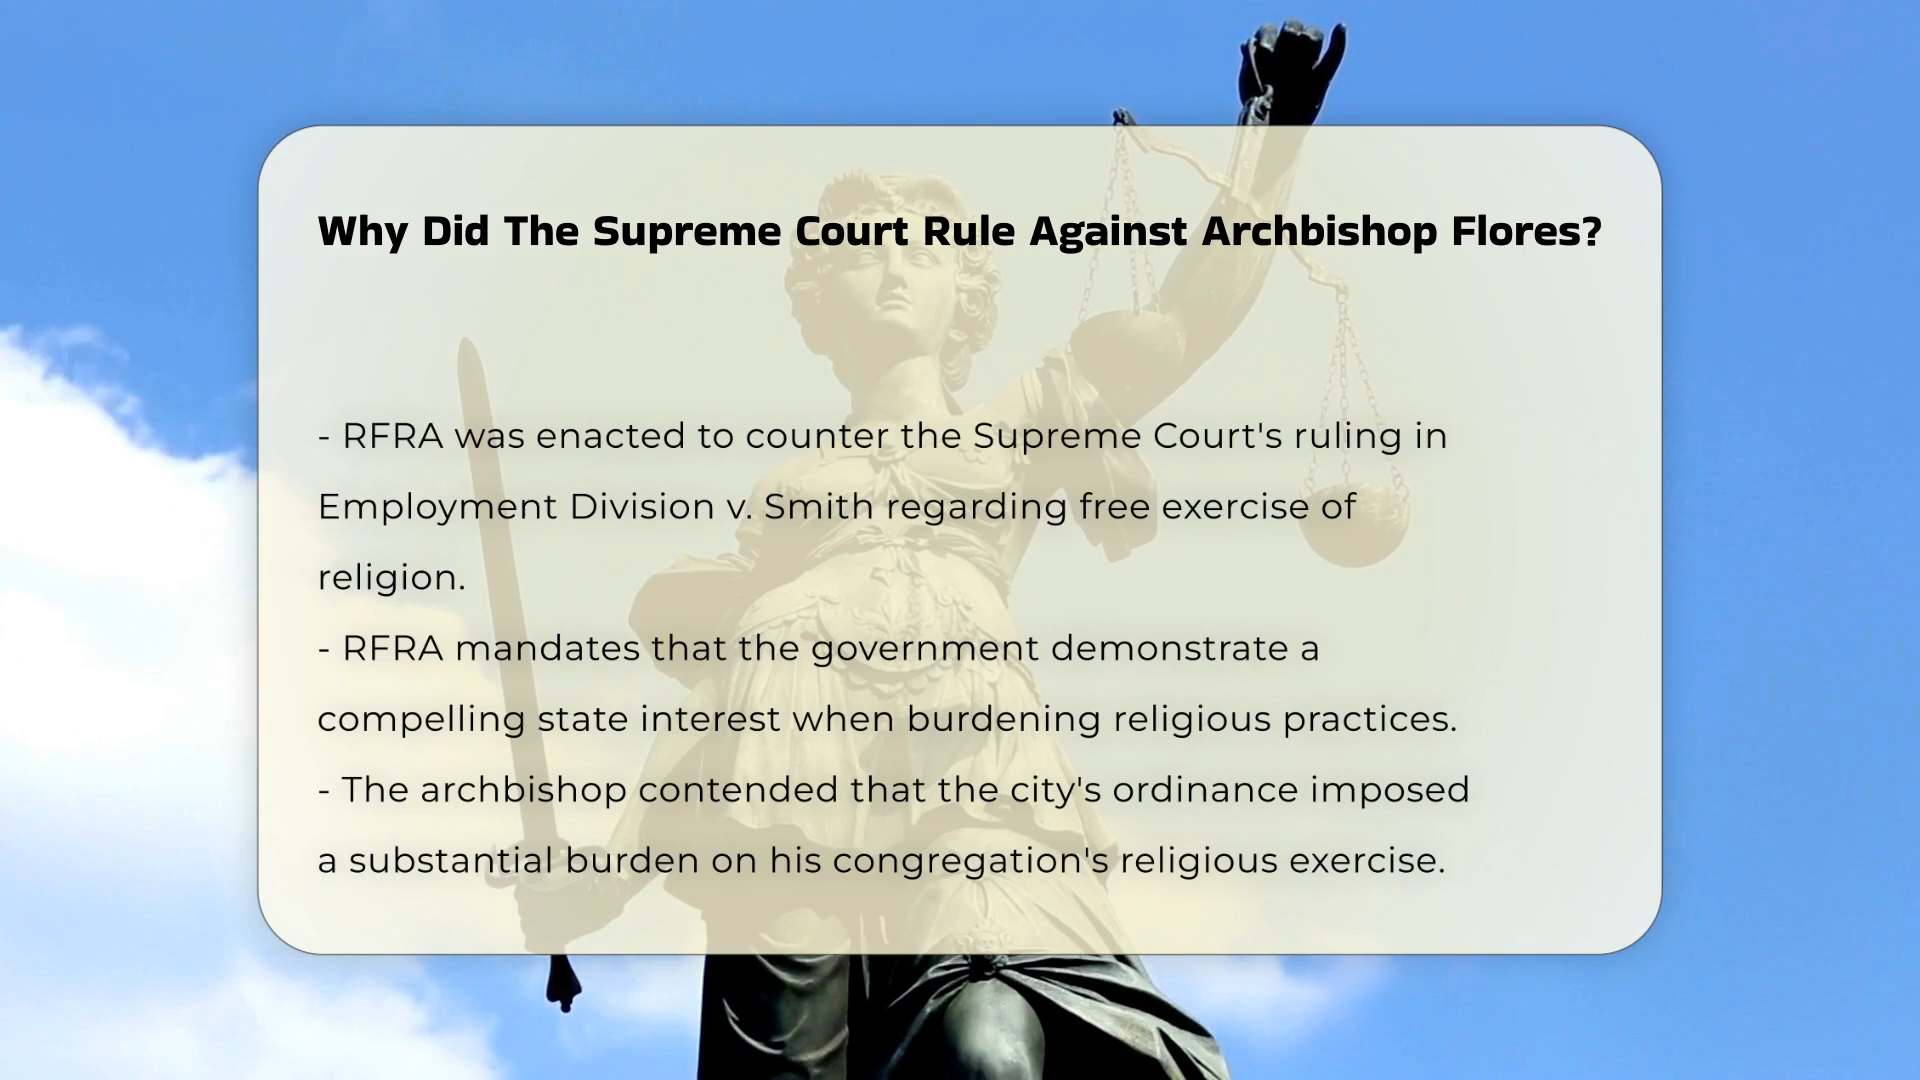 Why Did The Supreme Court Rule Against Archbishop Flores?
- RFRA was enacted to counter the Supreme Court's ruling in
Employment Division v. Smith regarding free exercise of
religion.
- RFRA mandates that the government demonstrate a
compelling state interest when burdening religious practices.
- The archbishop contended that the city's ordinance imposed
a substantial burden on his congregation's religious exercise.